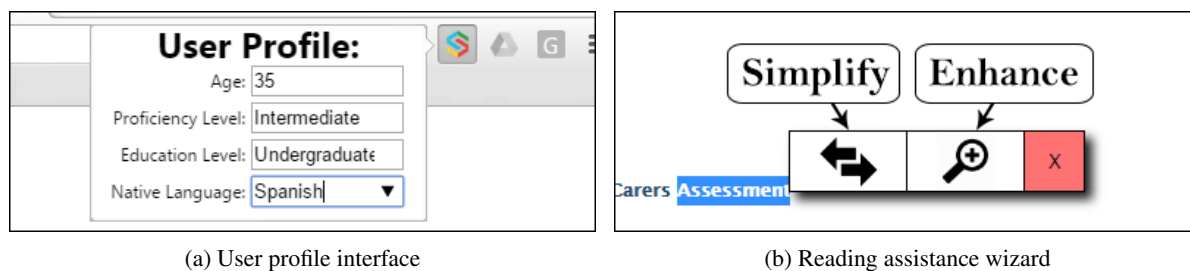 User Profile:
Age: 35
Proficiency Level: Intermediate
Education Level: Undergraduate
Native Language: Spanish
G
(a) User profile interface
Simplify Enhance
X
Carers Assessment
(b) Reading assistance wizard